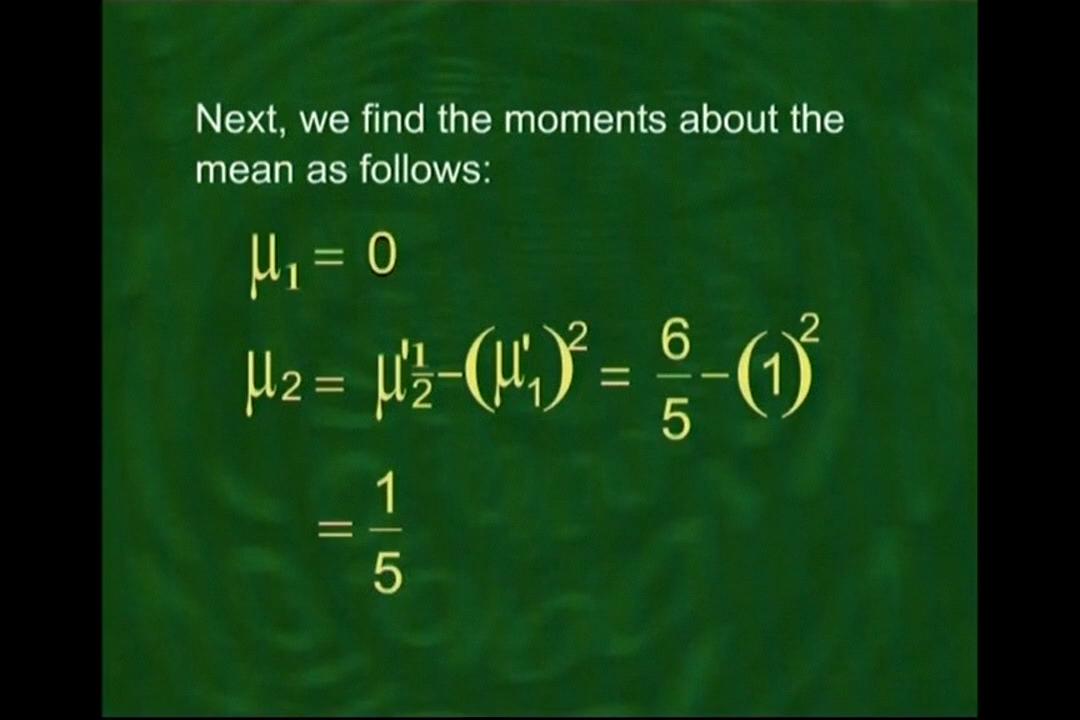 Next, we find the moments about the
mean as follows:
μ₁ = 0
μ₂ = μ'½ − (μ'₁)² = 6/5 − (1)²
= 1/5